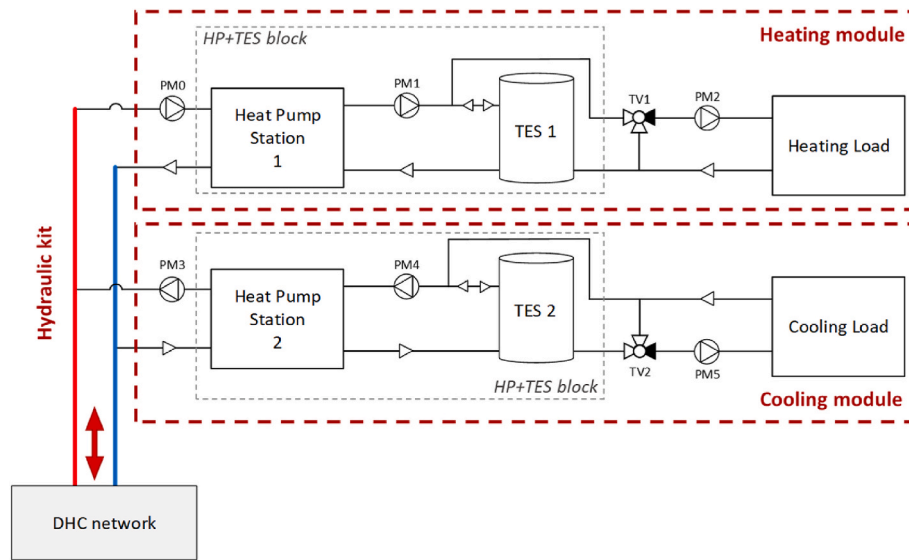 HP+TES block
Heating module
PM0
PM1
TV1
PM2
Heat Pump
Station
1
TES 1
Heating Load
Hydraulic kit
PM3
PM4
Heat Pump
Station
2
TES 2
Cooling Load
TV2
PM5
HP+TES block
Cooling module
DHC network